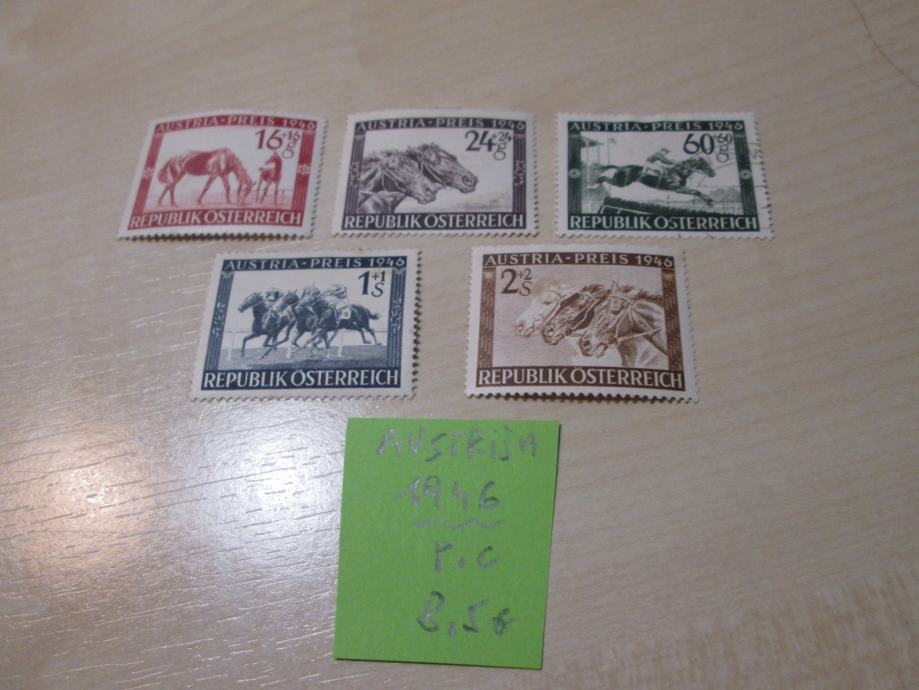 AUSTRIA-PREIS 1946
16+16 g
REPUBLIK ÖSTERREICH
AUSTRIA-PREIS 1946
24+24 g
REPUBLIK ÖSTERREICH
AUSTRIA-PREIS 1946
60+60 g
REPUBLIK ÖSTERREICH
AUSTRIA-PREIS 1946
1+1 S
REPUBLIK ÖSTERREICH
AUSTRIA-PREIS 1946
2+2 S
REPUBLIK ÖSTERREICH
AUSTRIJA
1946
P.C
8,5€